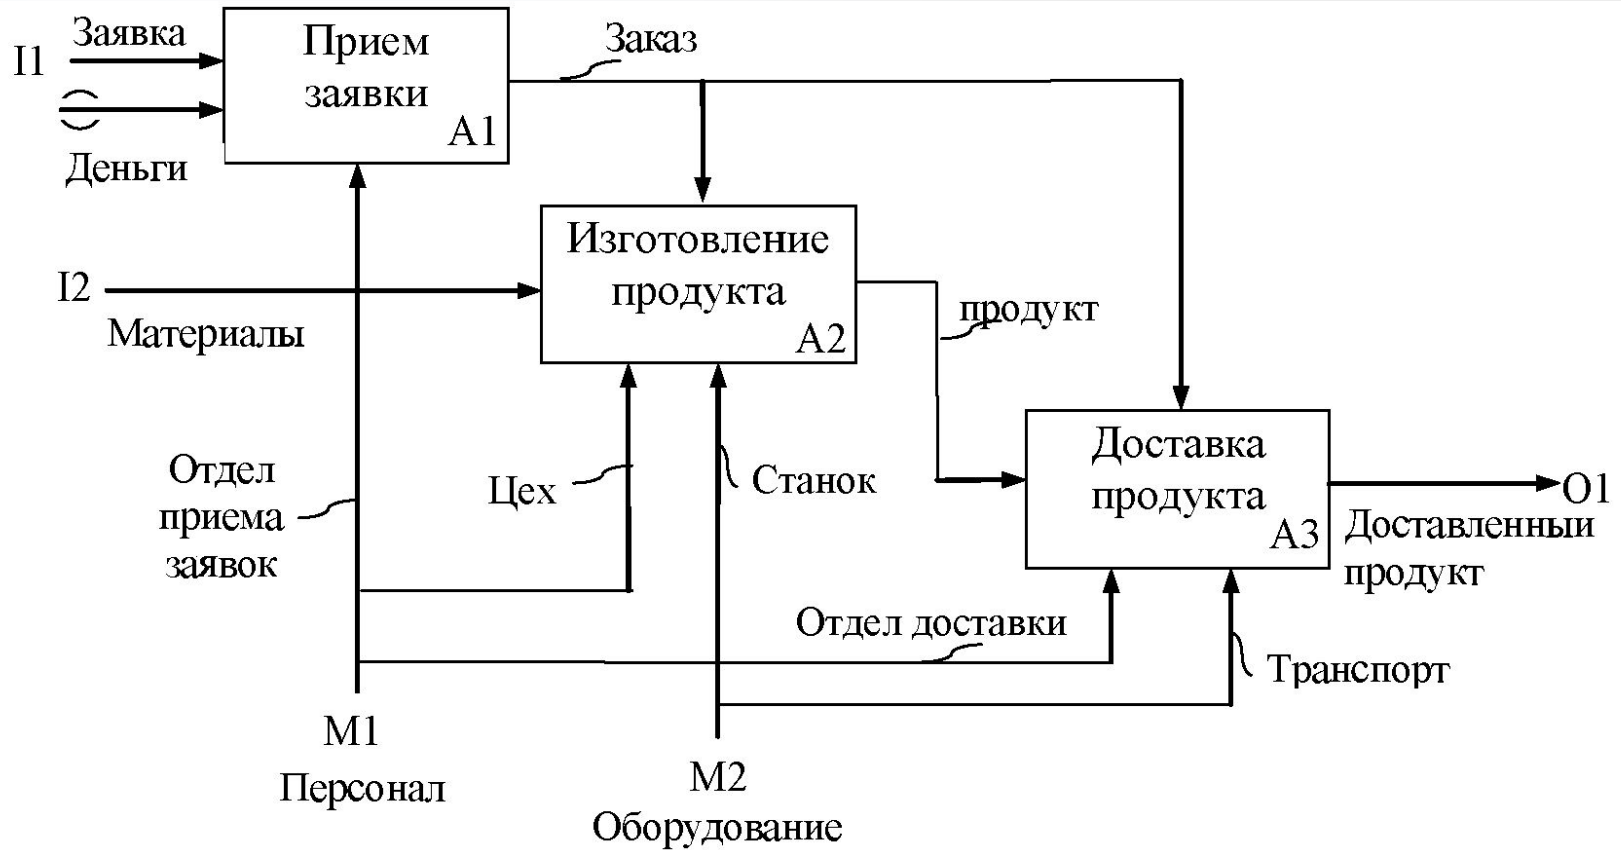 I1
Заявка
Деньги
Прием
заявки
A1
Заказ
I2
Материалы
Изготовление
продукта
A2
продукт
Отдел
приема
заявок
Цех
Станок
Доставка
продукта
A3
O1
Доставленный
продукт
Отдел доставки
Транспорт
M1
Персонал
M2
Оборудование